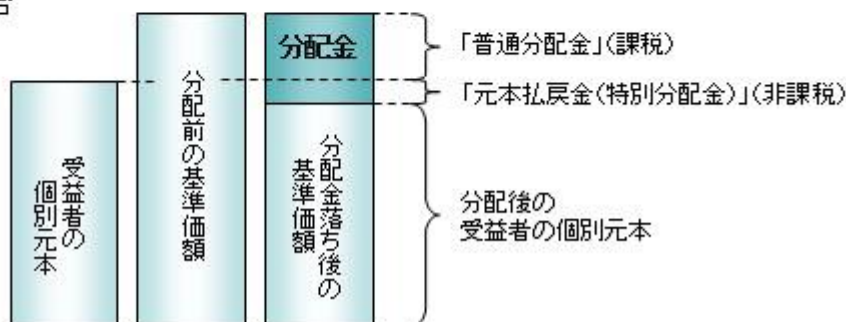 分配金
「普通分配金」(課税)
「元本払戻金(特別分配金)」(非課税)
受益者の
個別元本
分配前の基準価額
分配金落ち後の
基準価額
分配後の
受益者の個別元本